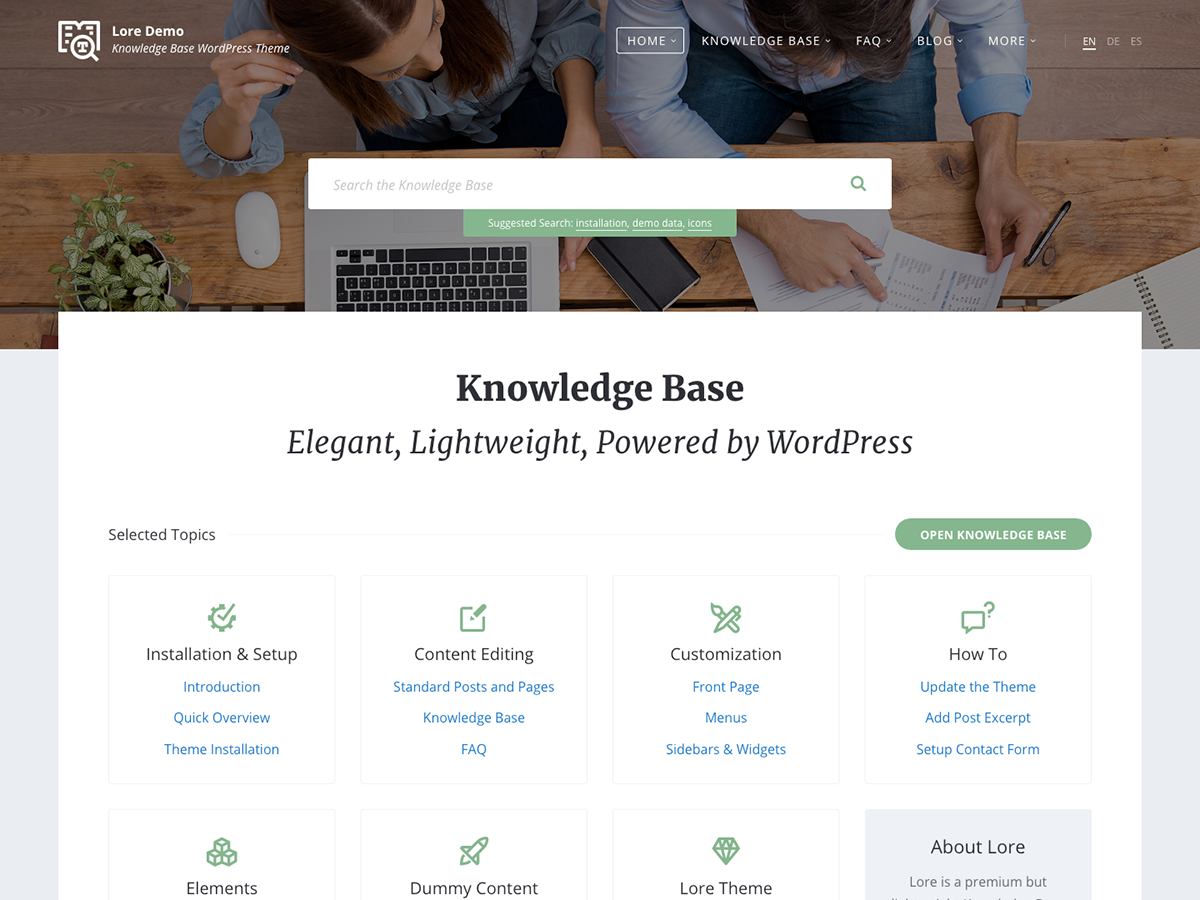 Lore Demo
Knowledge Base WordPress Theme
HOME KNOWLEDGE BASE FAQ BLOG MORE EN DE ES
Search the Knowledge Base
Suggested Search: installation, demo data, icons
Knowledge Base
Elegant, Lightweight, Powered by WordPress
Selected Topics
OPEN KNOWLEDGE BASE
Installation & Setup
Introduction
Quick Overview
Theme Installation
Content Editing
Standard Posts and Pages
Knowledge Base
FAQ
Customization
Front Page
Menus
Sidebars & Widgets
How To
Update the Theme
Add Post Excerpt
Setup Contact Form
Elements
Dummy Content
Lore Theme
About Lore
Lore is a premium but